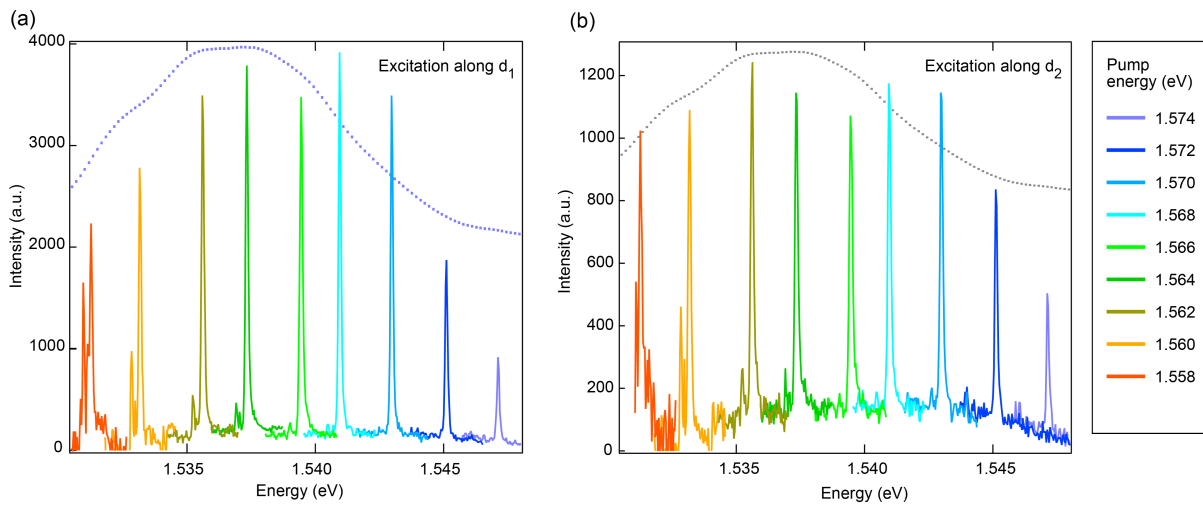 (a)
Excitation along d1
4000
3000
2000
1000
0
Intensity (a.u.)
1.535
1.540
1.545
Energy (eV)
(b)
Excitation along d2
1200
1000
800
600
400
200
0
Intensity (a.u.)
1.535
1.540
1.545
Energy (eV)
Pump
energy (eV)
1.574
1.572
1.570
1.568
1.566
1.564
1.562
1.560
1.558